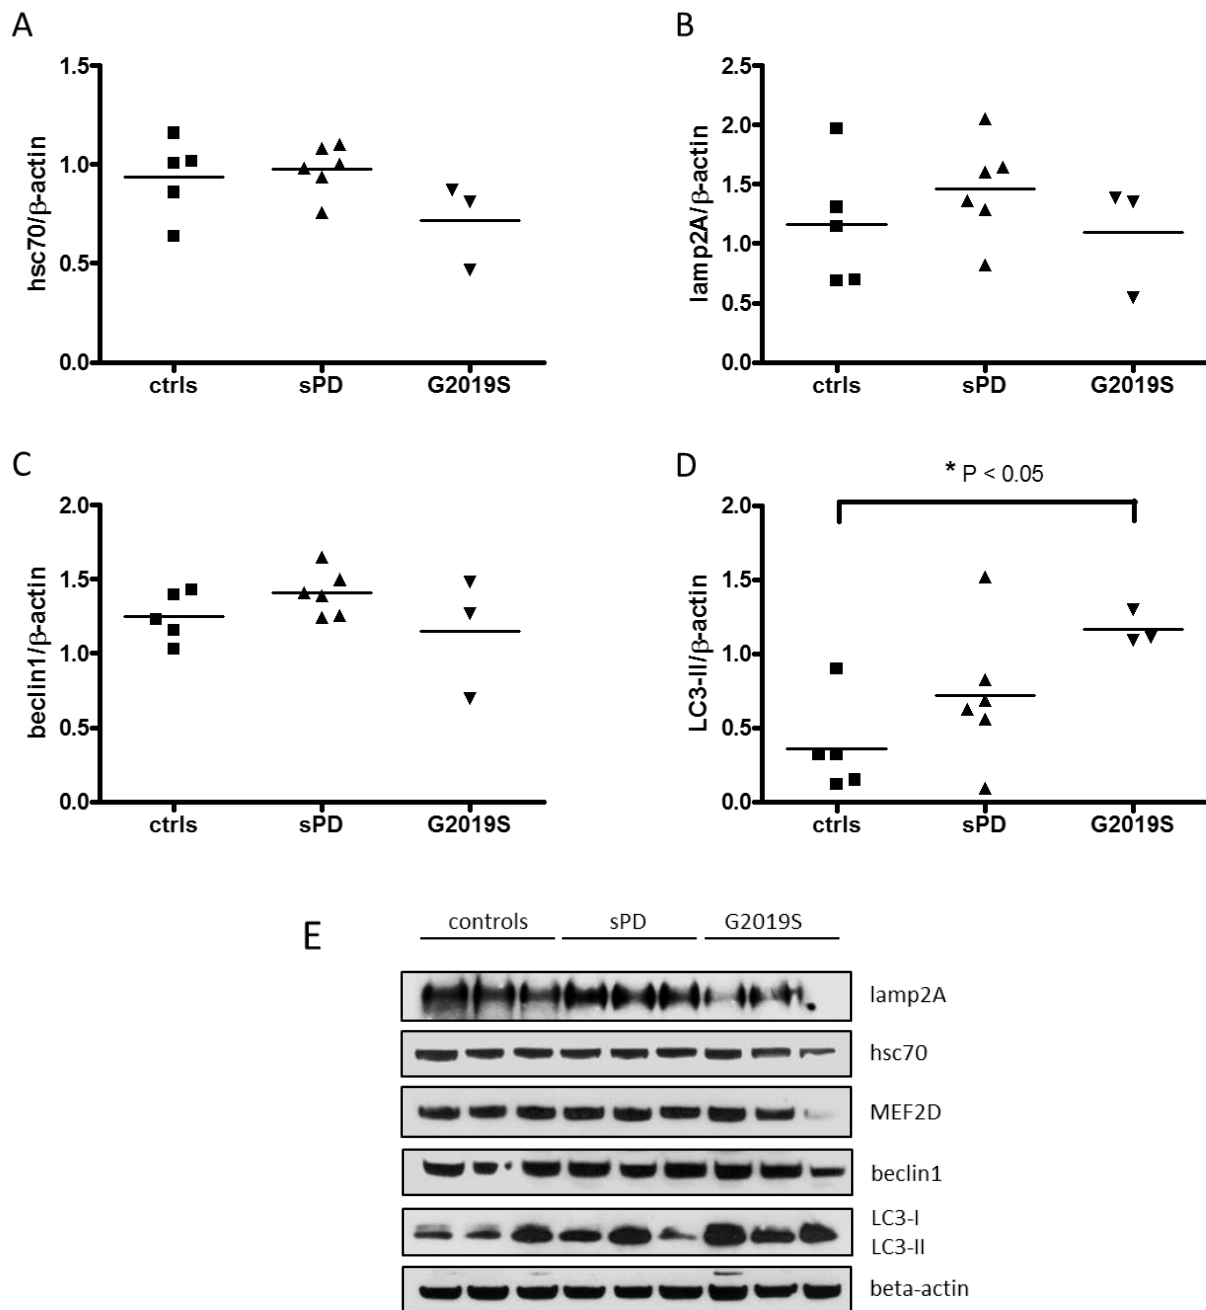 A
hsc70/β-actin
1.5
1.0
0.5
0.0
ctrls sPD G2019S
B
lamp2A/β-actin
2.5
2.0
1.5
1.0
0.5
0.0
ctrls sPD G2019S
C
beclin1/β-actin
2.0
1.5
1.0
0.5
0.0
ctrls sPD G2019S
D
* P < 0.05
LC3-II/β-actin
2.0
1.5
1.0
0.5
0.0
ctrls sPD G2019S
E
controls sPD G2019S
lamp2A
hsc70
MEF2D
beclin1
LC3-I
LC3-II
beta-actin